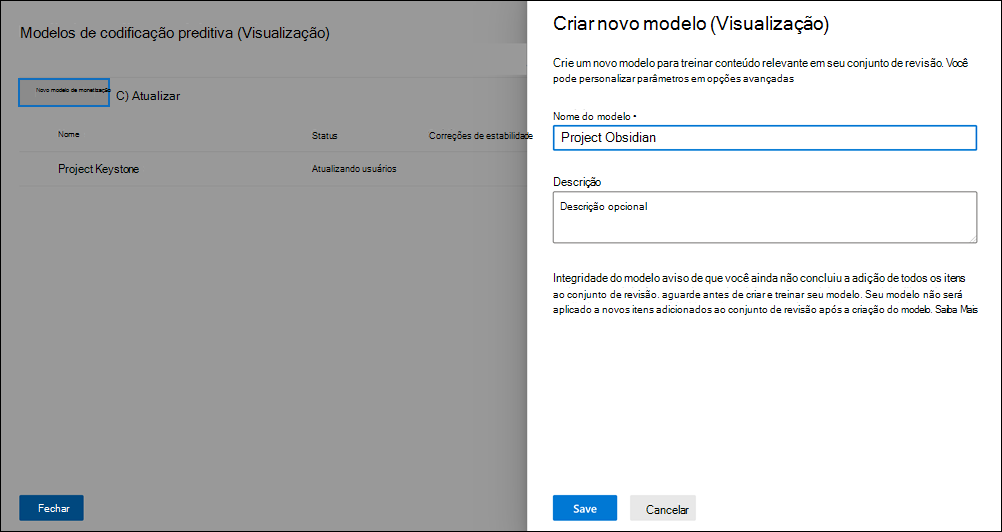 Modelos de codificação preditiva (Visualização)
Novo modelo de monetização
C) Atualizar
Nome Status Correções de estabilidade
Project Keystone Atualizando usuários
Fechar
Criar novo modelo (Visualização)
Crie um novo modelo para treinar conteúdo relevante em seu conjunto de revisão. Você
pode personalizar parâmetros em opções avançadas
Nome do modelo •
Project Obsidian
Descrição
Descrição opcional
Integridade do modelo aviso de que você ainda não concluiu a adição de todos os itens
ao conjunto de revisão. aguarde antes de criar e treinar seu modelo. Seu modelo não será
aplicado a novos itens adicionados ao conjunto de revisão após a criação do modelo. Saiba Mais
Save Cancelar